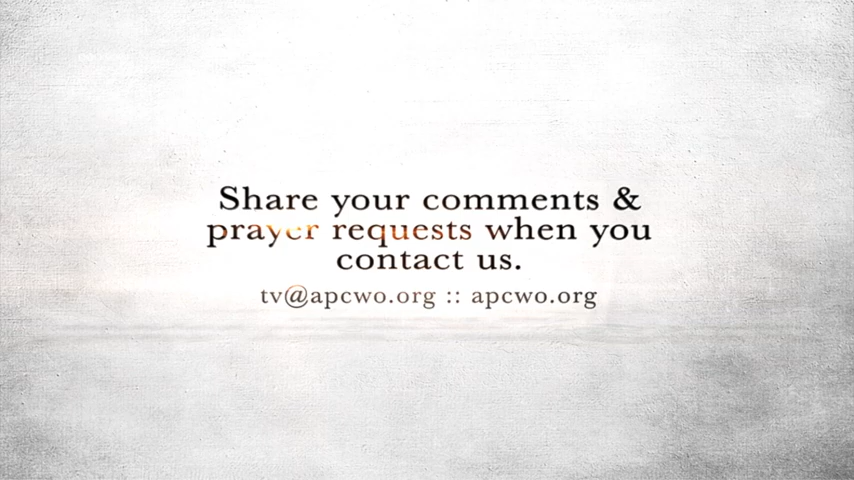 Share your comments &
prayer requests when you
contact us.
tv@apcwo.org :: apcwo.org